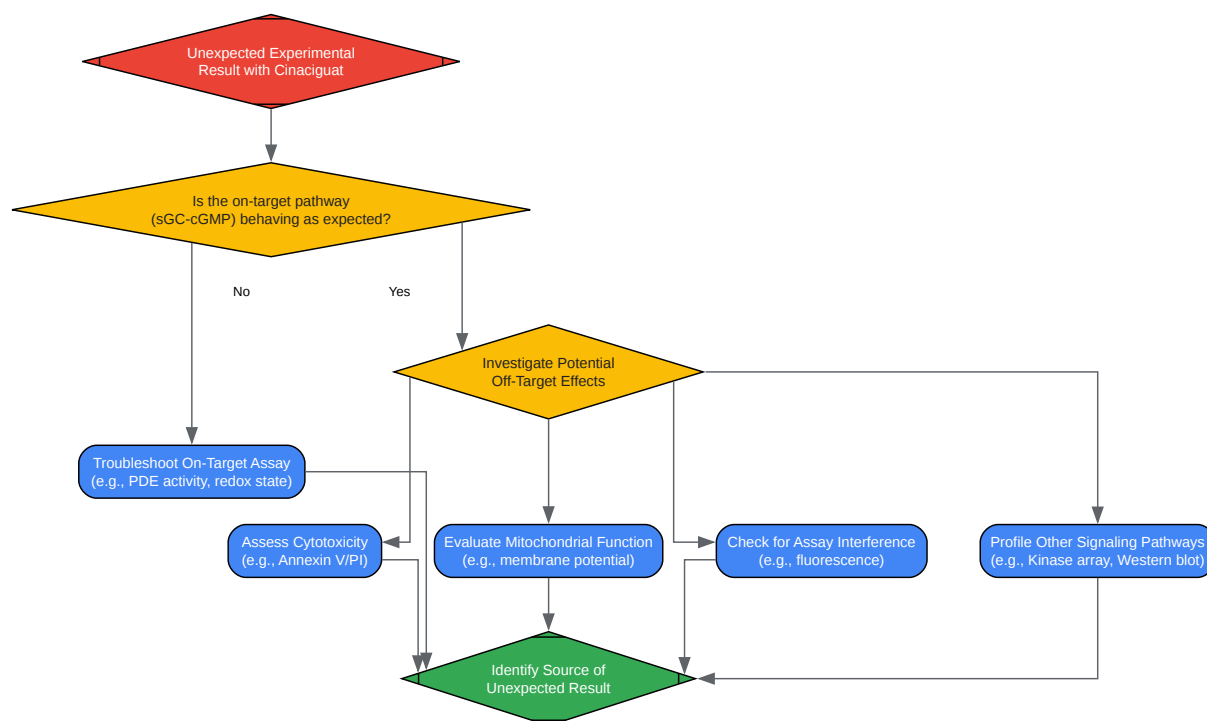 Unexpected Experimental
Result with Cinaciguat
Is the on-target pathway
(sGC-cGMP) behaving as expected?
No
Yes
Investigate Potential
Off-Target Effects
Troubleshoot On-Target Assay
(e.g., PDE activity, redox state)
Assess Cytotoxicity
(e.g., Annexin V/PI)
Evaluate Mitochondrial Function
(e.g., membrane potential)
Check for Assay Interference
(e.g., fluorescence)
Profile Other Signaling Pathways
(e.g., Kinase array, Western blot)
Identify Source of
Unexpected Result